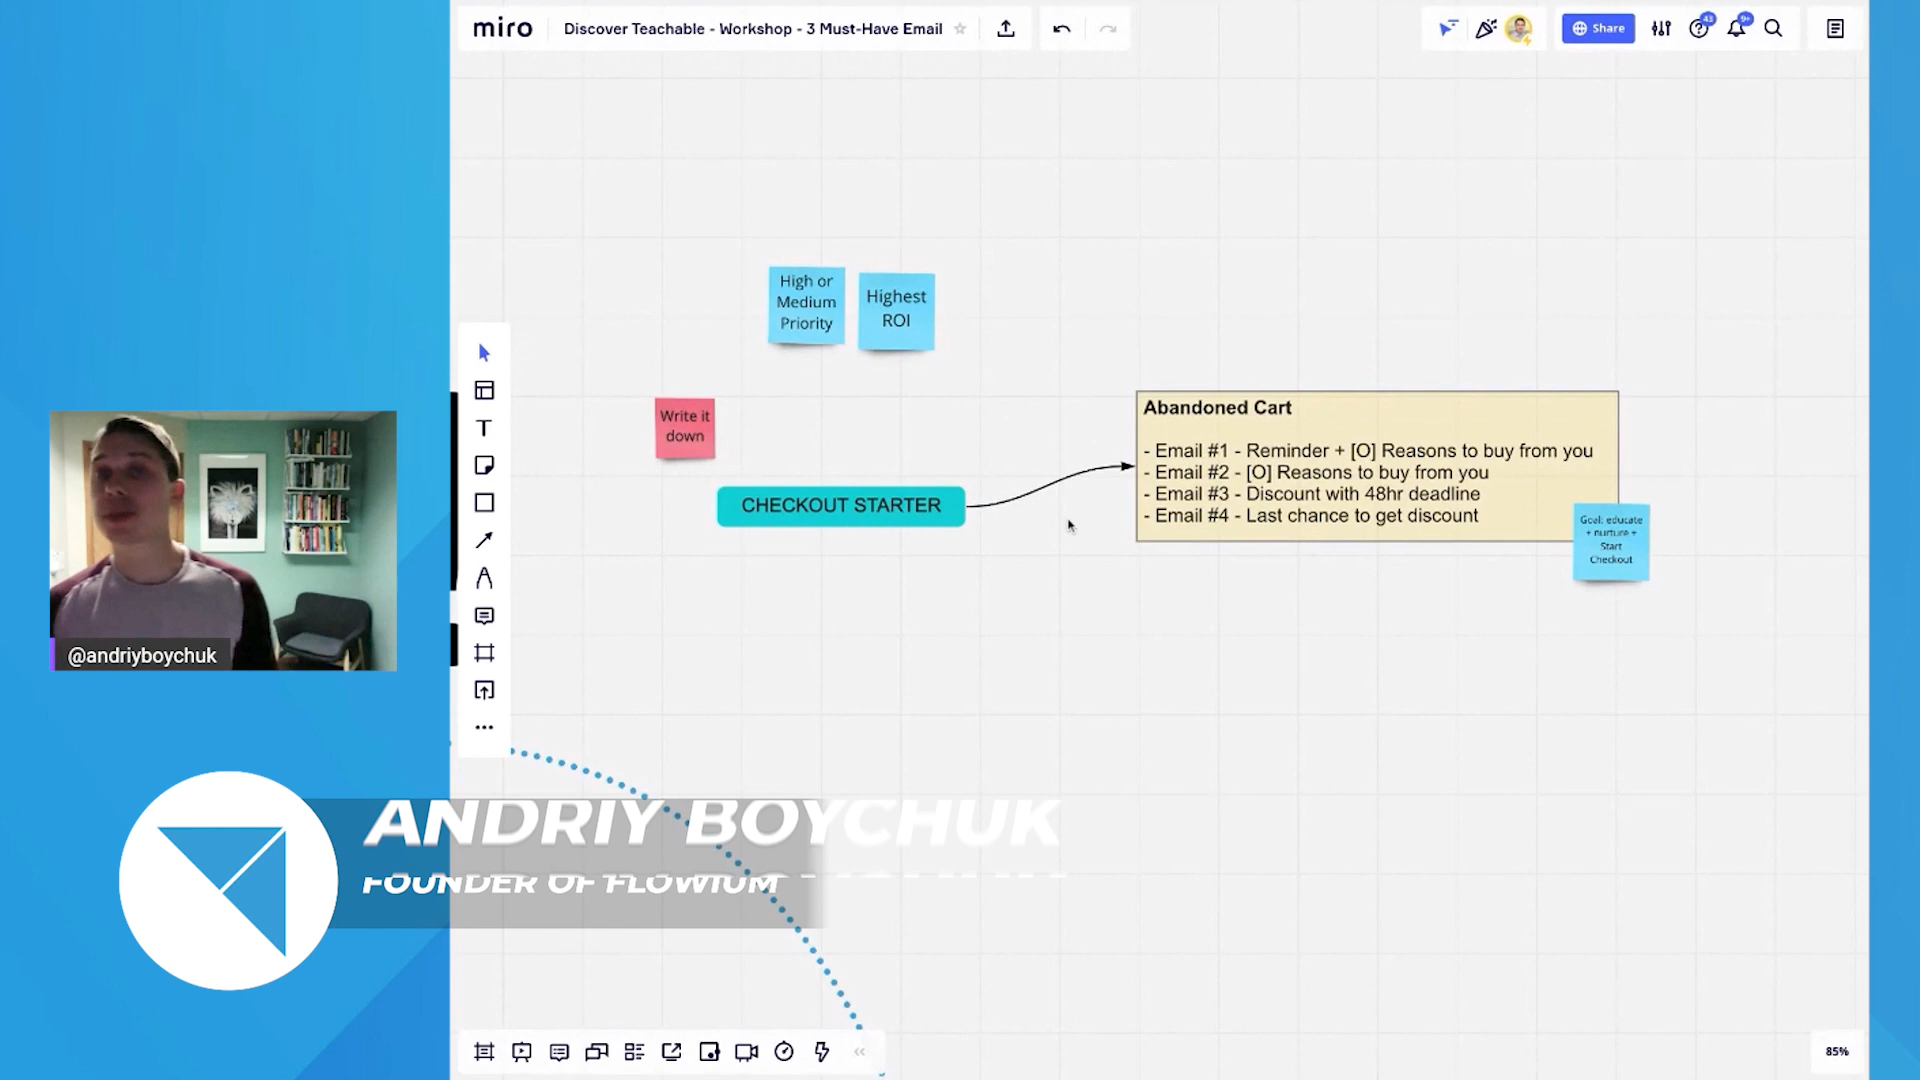 miro
Discover Teachable - Workshop - 3 Must-Have Email
Share
43
9+
High or
Medium
Priority
Highest
ROI
Write it
down
CHECKOUT STARTER
Abandoned Cart
- Email #1 - Reminder + [O] Reasons to buy from you
- Email #2 - [O] Reasons to buy from you
- Email #3 - Discount with 48hr deadline
- Email #4 - Last chance to get discount
Goal: educate
+ nurture +
Start
Checkout
@andriyboychuk
ANDRIY BOYCHUK
FOUNDER OF FLOWIUM
85%